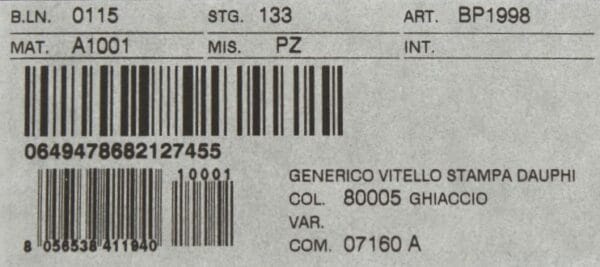 B.LN. 0115 STG. 133 ART. BP1998
MAT. A1001 MIS. PZ INT.
0649478682127455
10001
GENERICO VITELLO STAMPA DAUPHI
COL. 80005 GHIACCIO
VAR.
COM. 07160 A
8 056538 411940